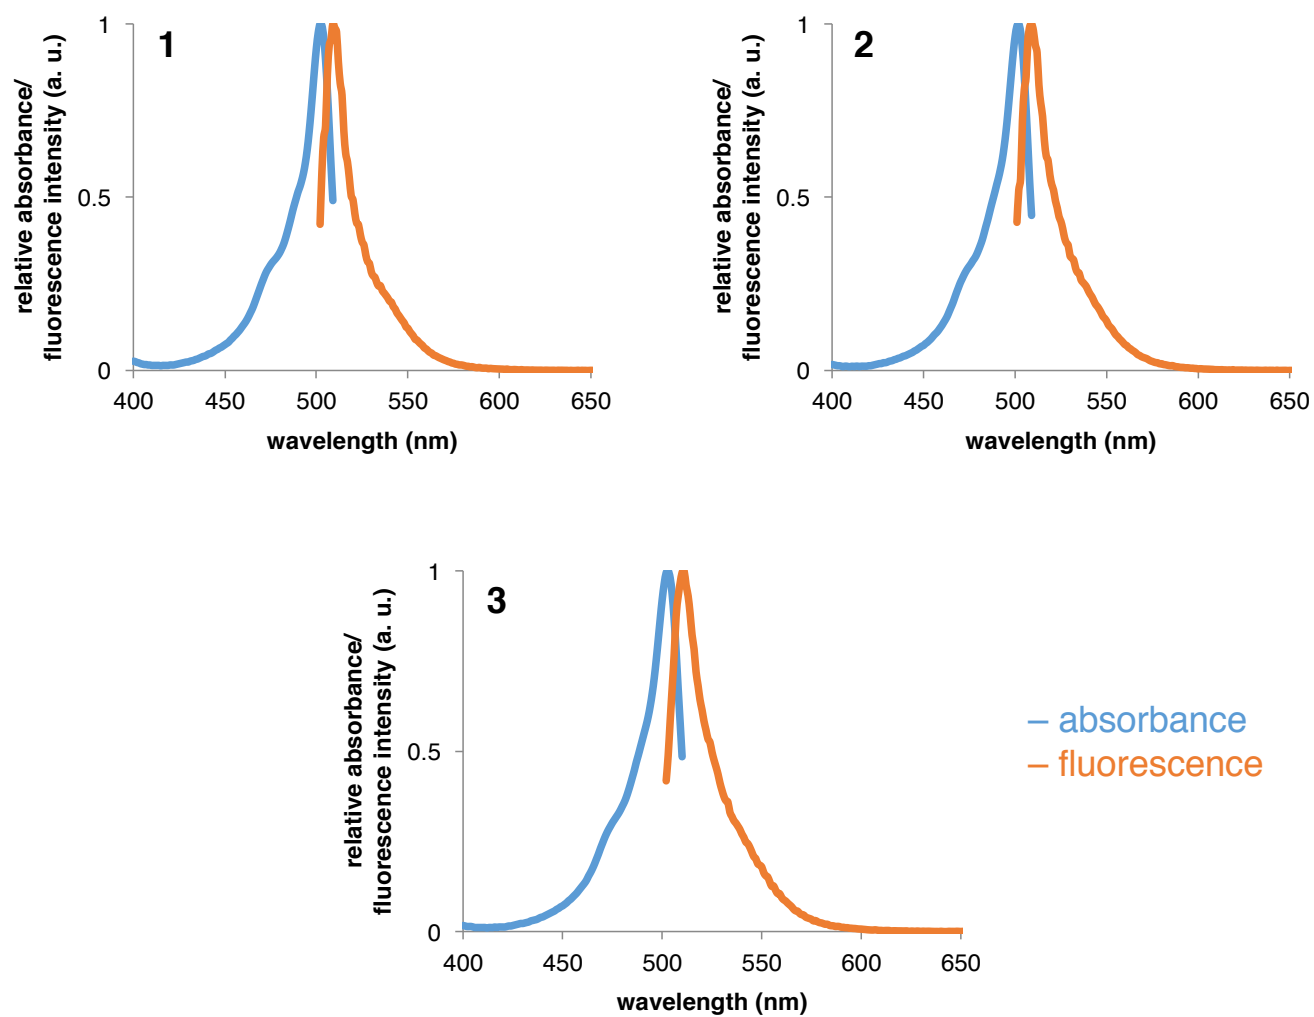 1
relative absorbance/
fluorescence intensity (a. u.)
1
0.5
0
400 450 500 550 600 650
wavelength (nm)
2
relative absorbance/
fluorescence intensity (a. u.)
1
0.5
0
400 450 500 550 600 650
wavelength (nm)
3
relative absorbance/
fluorescence intensity (a. u.)
1
0.5
0
400 450 500 550 600 650
wavelength (nm)
– absorbance
– fluorescence